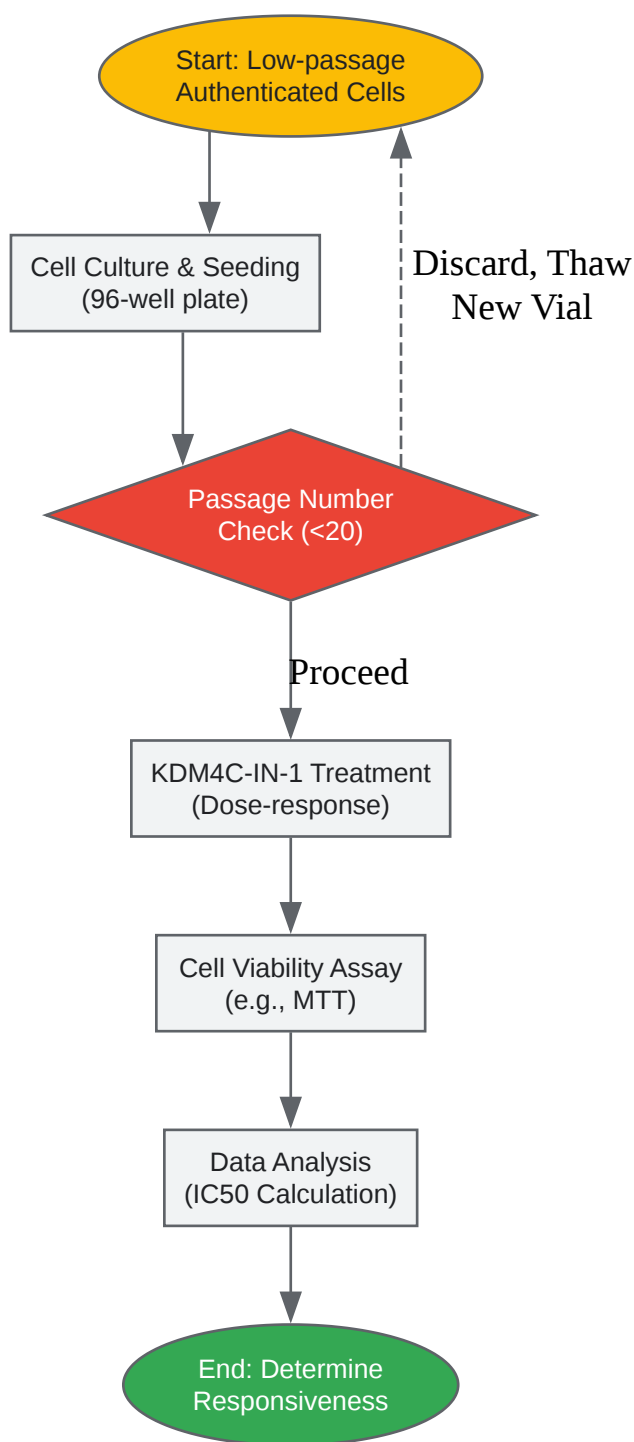 Start: Low-passage
Authenticated Cells
Cell Culture & Seeding
(96-well plate)
Discard, Thaw
New Vial
Passage Number
Check (<20)
Proceed
KDM4C-IN-1 Treatment
(Dose-response)
Cell Viability Assay
(e.g., MTT)
Data Analysis
(IC50 Calculation)
End: Determine
Responsiveness